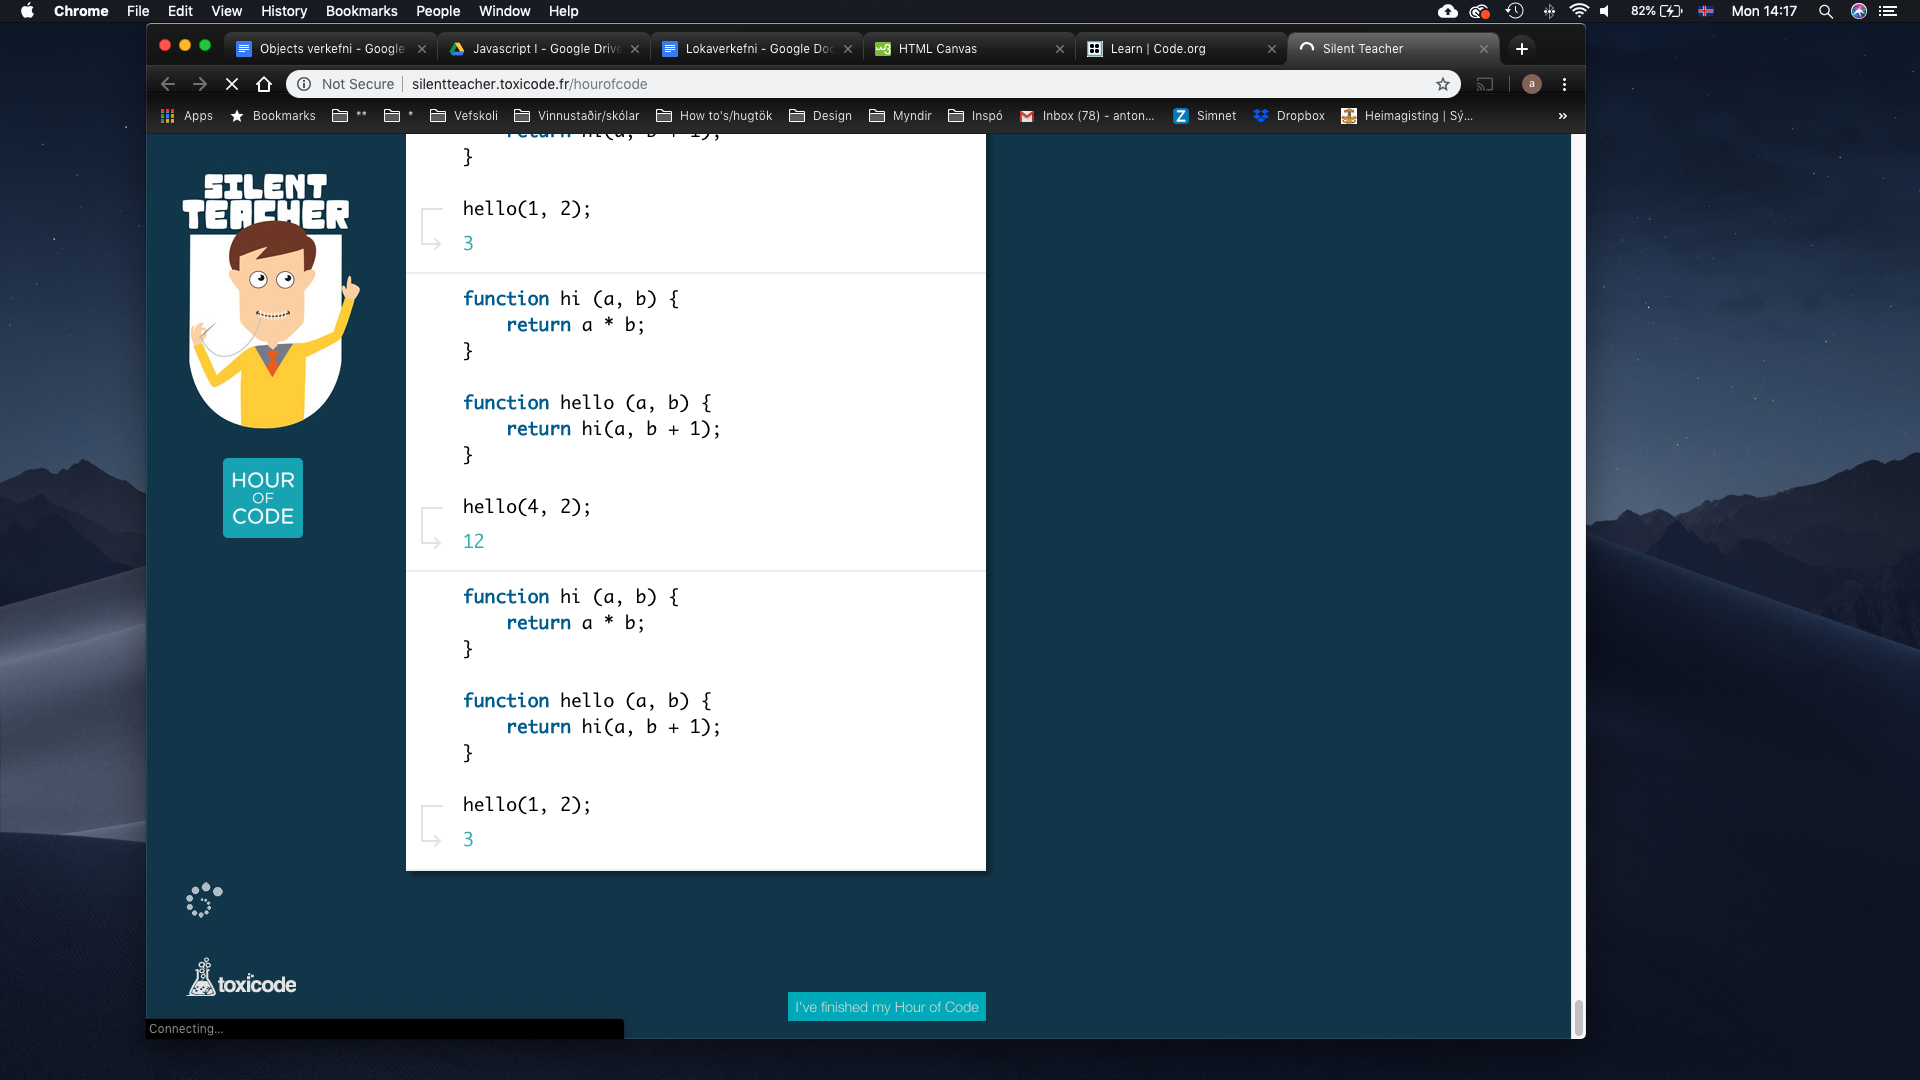 Chrome File Edit View History Bookmarks People Window Help
82% Mon 14:17
Objects verkefni - Google
Javascript I - Google Drive
Lokaverkefni - Google Doc
HTML Canvas
Learn | Code.org
Silent Teacher
Not Secure | silentteacher.toxicode.fr/hourofcode
a
Apps Bookmarks ** * Vefskoli Vinnustaðir/skólar How to's/hugtök Design Myndir Inspó Inbox (78) - anton... Simnet Dropbox Heimagisting | Sý... »
SILENT
TEACHER
HOUR
OF
CODE
return hi(a, b + 1);
}
hello(1, 2);
3
function hi (a, b) {
return a * b;
}
function hello (a, b) {
return hi(a, b + 1);
}
hello(4, 2);
12
function hi (a, b) {
return a * b;
}
function hello (a, b) {
return hi(a, b + 1);
}
hello(1, 2);
3
toxicode
I've finished my Hour of Code
Connecting...